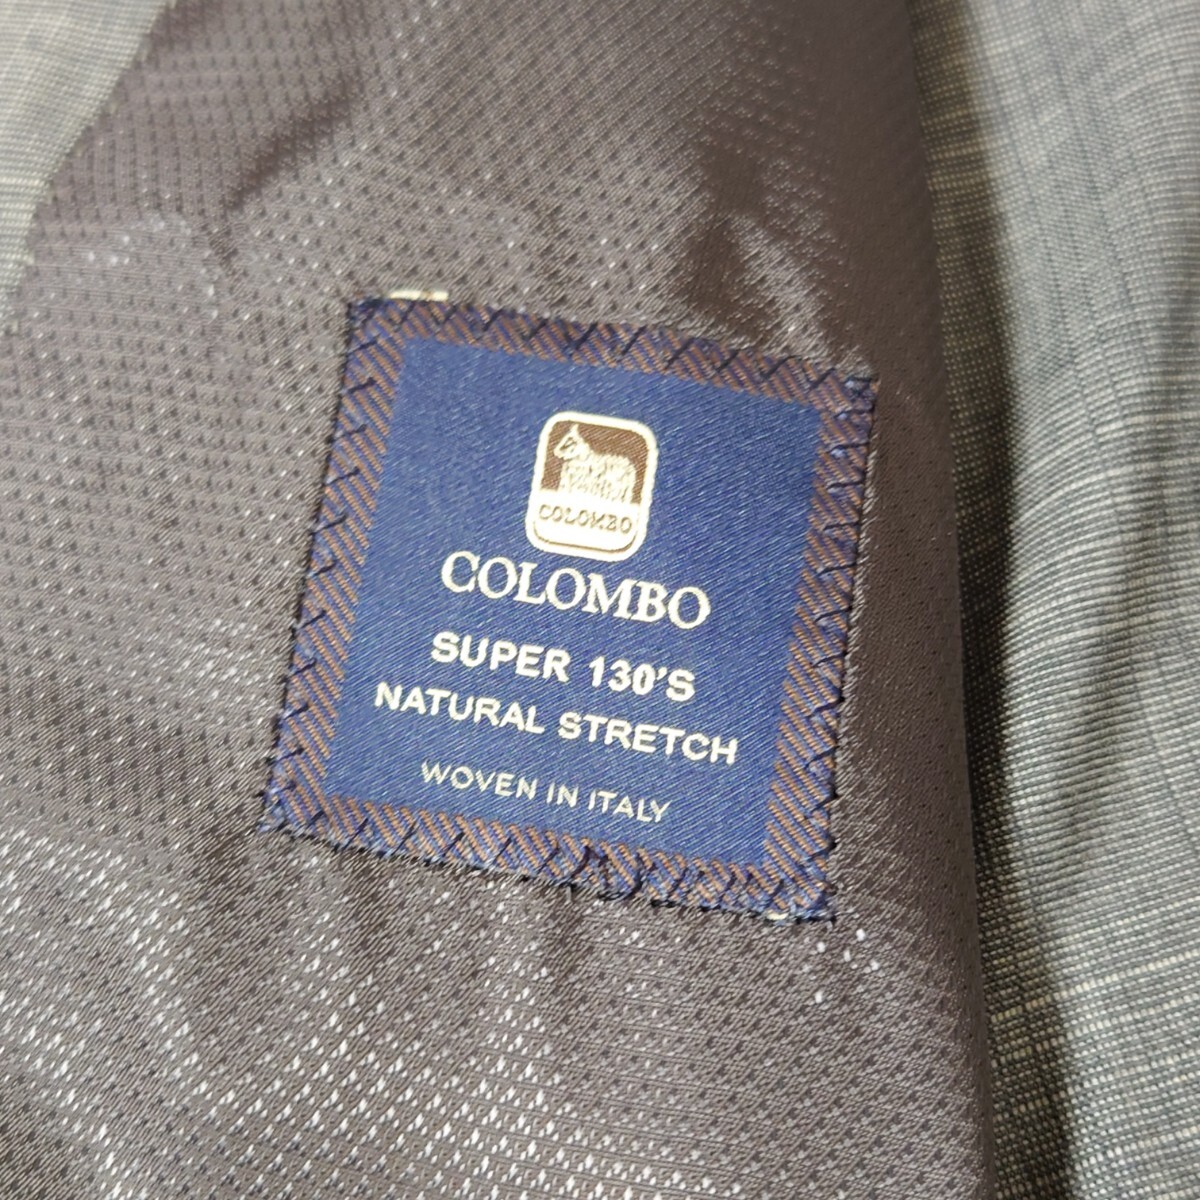 COLOMBO
COLOMBO
SUPER 130'S
NATURAL STRETCH
WOVEN IN ITALY